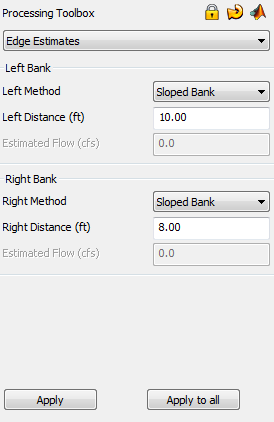 Processing Toolbox
Edge Estimates
Left Bank
Left Method Sloped Bank
Left Distance (ft) 10.00
Estimated Flow (cfs) 0.0
Right Bank
Right Method Sloped Bank
Right Distance (ft) 8.00
Estimated Flow (cfs) 0.0
Apply Apply to all